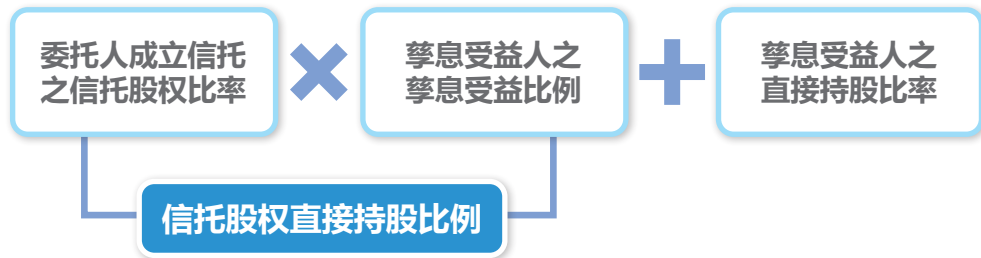 委托人成立信托
之信托股权比率
孳息受益人之
孳息受益比例
孳息受益人之
直接持股比率
信托股权直接持股比例